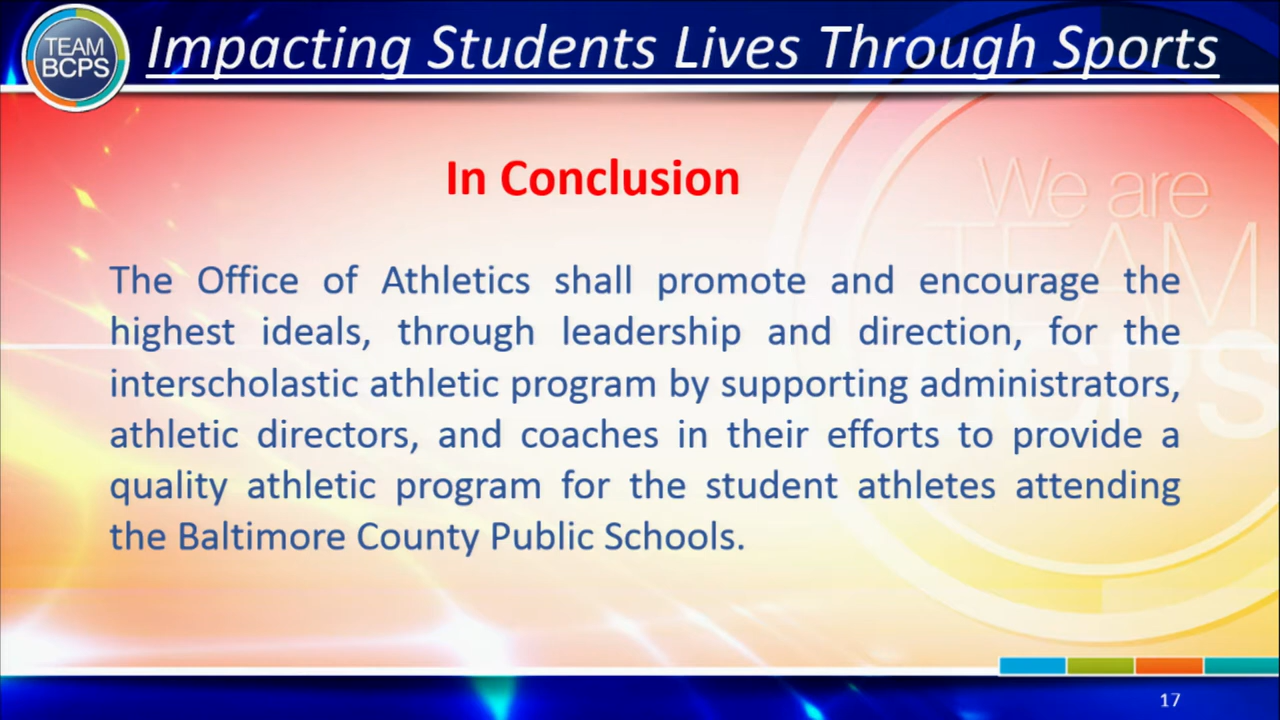 TEAM
BCPS
Impacting Students Lives Through Sports
We are
TEAM
BCPS
In Conclusion
The Office of Athletics shall promote and encourage the
highest ideals, through leadership and direction, for the
interscholastic athletic program by supporting administrators,
athletic directors, and coaches in their efforts to provide a
quality athletic program for the student athletes attending
the Baltimore County Public Schools.
17